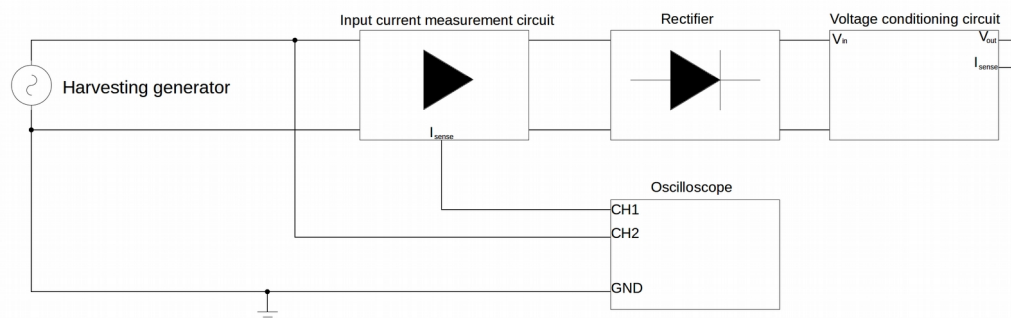 Input current measurement circuit
Rectifier
Voltage conditioning circuit
Vin
Vout
Isense
Harvesting generator
Isense
Oscilloscope
CH1
CH2
GND